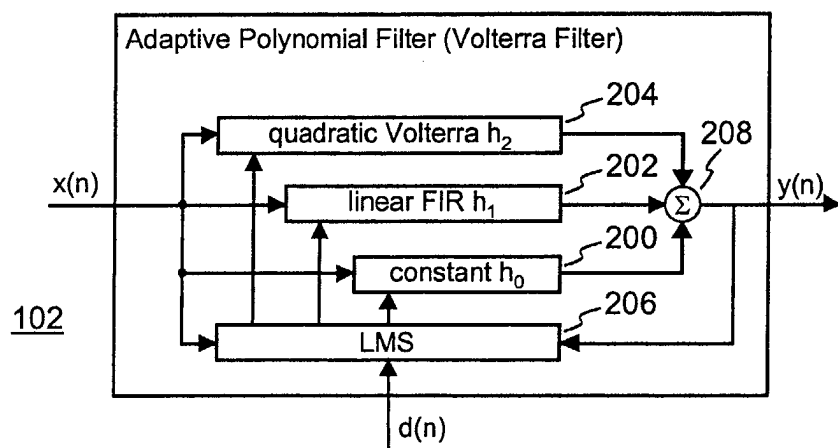 Adaptive Polynomial Filter (Volterra Filter)
204
quadratic Volterra h2
208
202
x(n)
linear FIR h1
Σ
y(n)
200
constant h0
102
206
LMS
d(n)